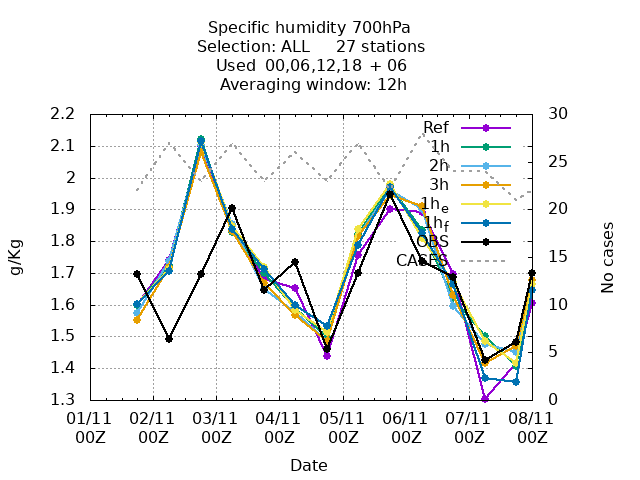 Specific humidity 700hPa
Selection: ALL 27 stations
Used 00,06,12,18 + 06
Averaging window: 12h
2.2
2.1
2
1.9
1.8
1.7
1.6
1.5
1.4
1.3
g/Kg
30
25
20
15
10
5
0
No cases
Ref
1h
2h
3h
1he
1hf
OBS
CASES
01/11 02/11 03/11 04/11 05/11 06/11 07/11 08/11
00Z 00Z 00Z 00Z 00Z 00Z 00Z 00Z
Date